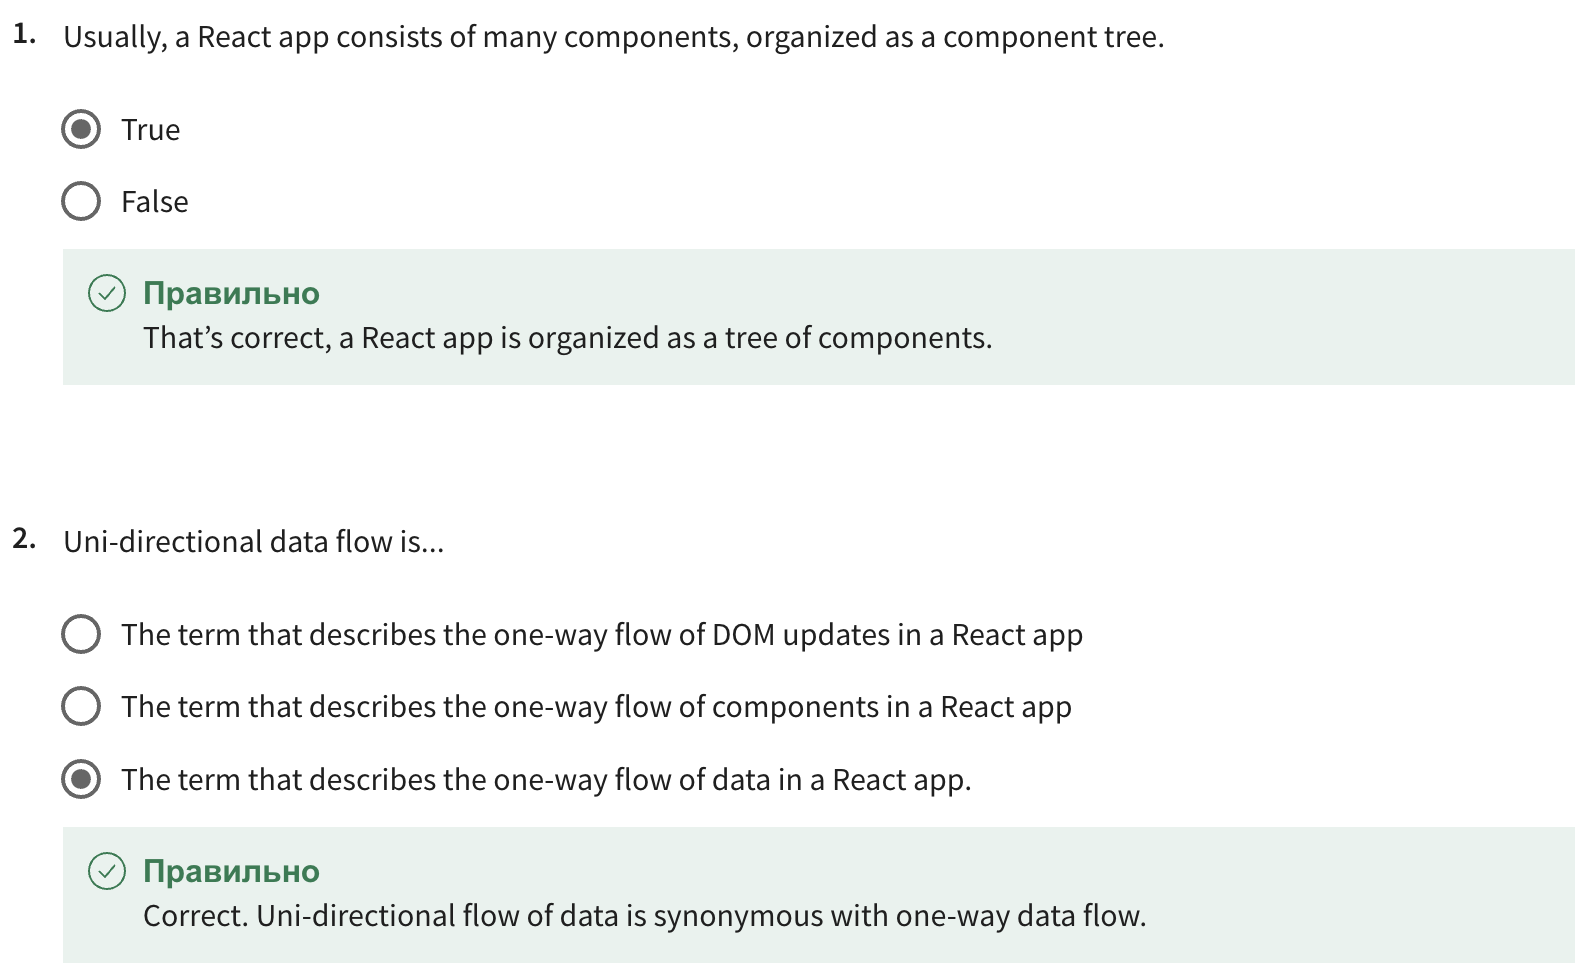 1. Usually, a React app consists of many components, organized as a component tree.
True
False
Правильно
That’s correct, a React app is organized as a tree of components.
2. Uni-directional data flow is...
The term that describes the one-way flow of DOM updates in a React app
The term that describes the one-way flow of components in a React app
The term that describes the one-way flow of data in a React app.
Правильно
Correct. Uni-directional flow of data is synonymous with one-way data flow.